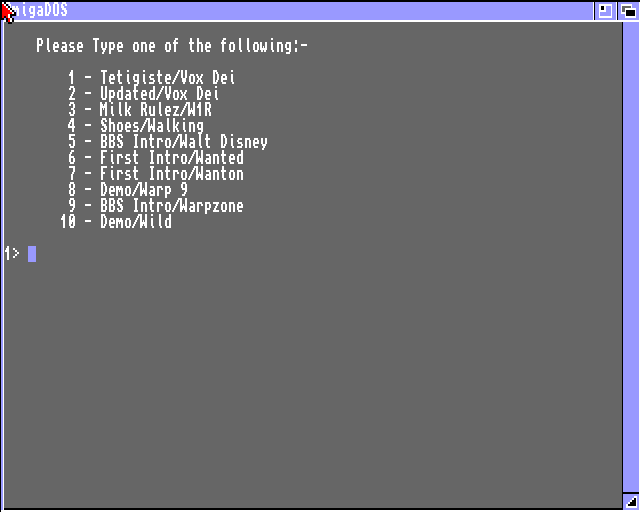 migaDOS
Please Type one of the following:-
1 - Tetigiste/Vox Dei
2 - Updated/Vox Dei
3 - Milk Rulez/W1R
4 - Shoes/Walking
5 - BBS Intro/Walt Disney
6 - First Intro/Wanted
7 - First Intro/Wanton
8 - Demo/Warp 9
9 - BBS Intro/Warpzone
10 - Demo/Wild
1>